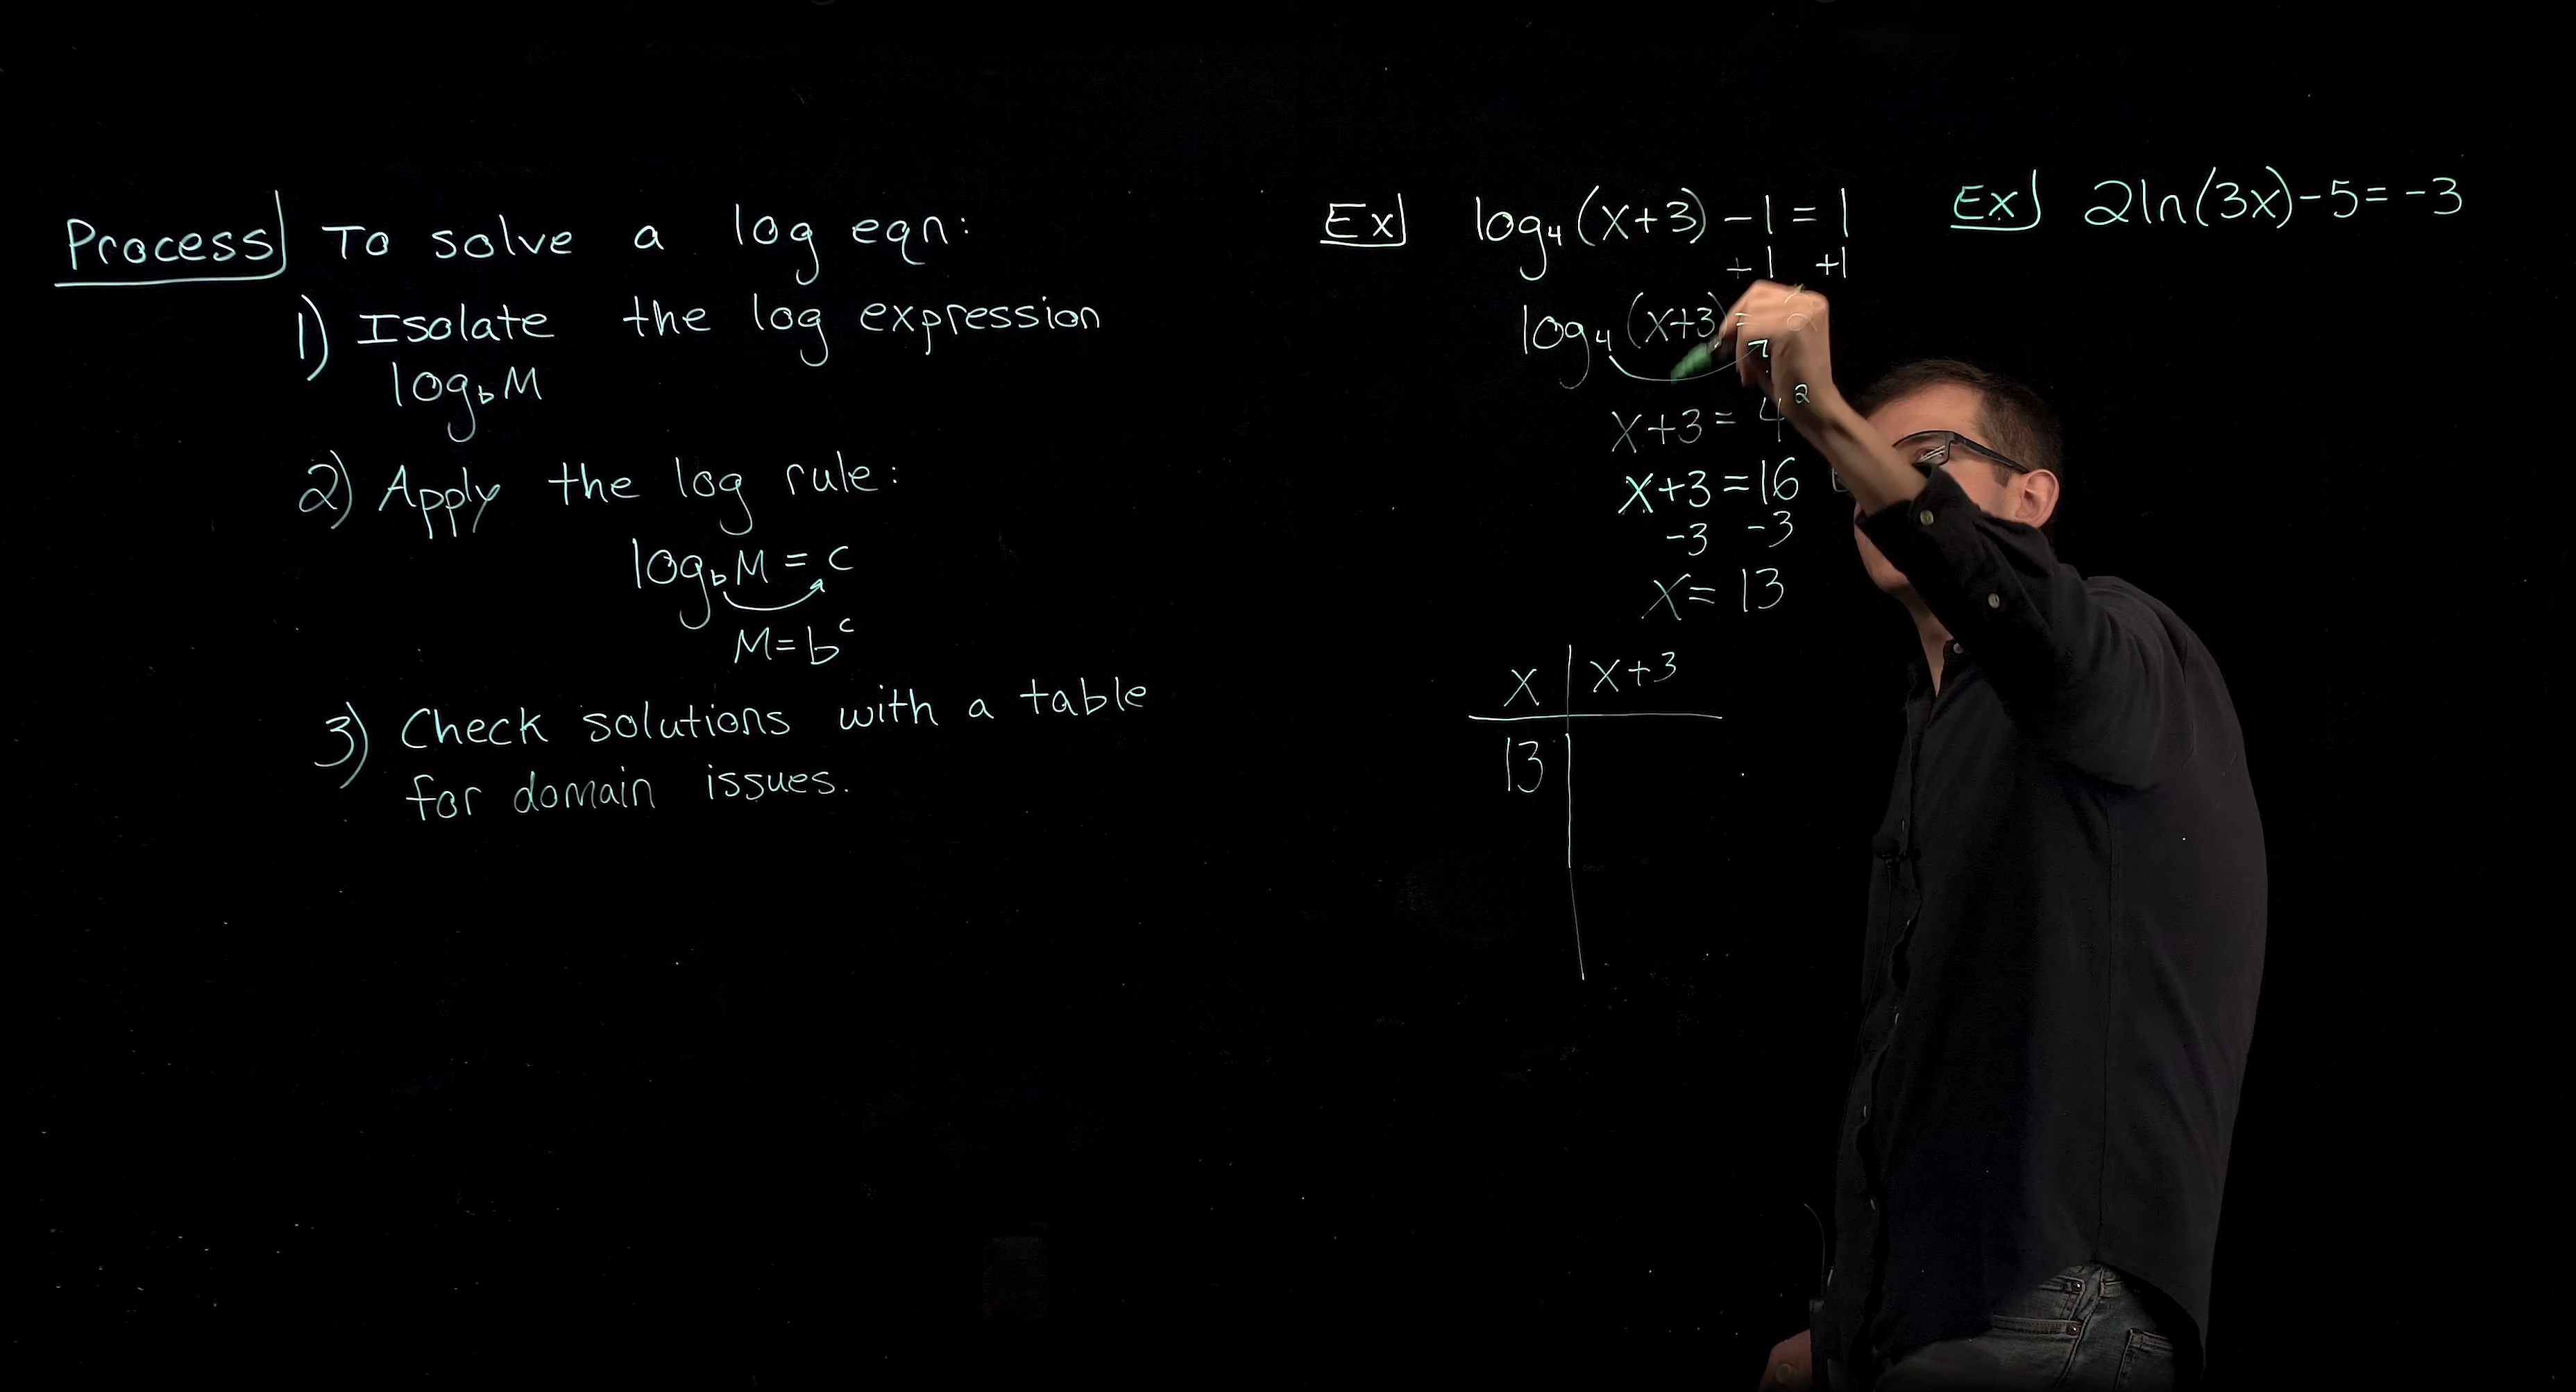 Process To solve a log eqn:
1) Isolate the log expression
log_b M
2) Apply the log rule:
log_b M = c
M = b^c
3) Check solutions with a table
for domain issues.
Ex log_4 (x+3) -1 = 1
+1 +1
log_4 (x+3) =
x+3 = 4^2
x+3 = 16
-3 -3
x = 13
x | x+3
13
Ex 2ln(3x)-5 = -3